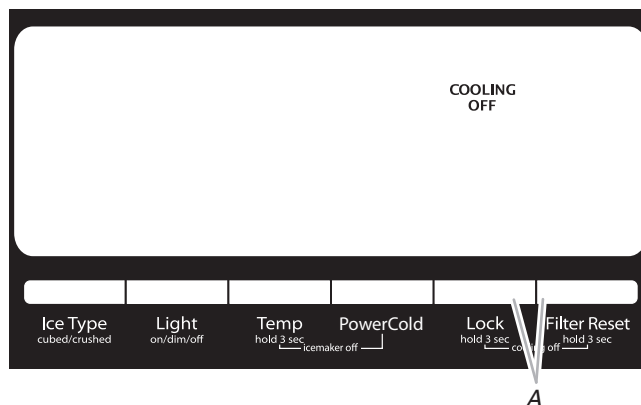 COOLING
OFF
Ice Type
cubed/crushed
Light
on/dim/off
Temp
hold 3 sec
PowerCold
icemaker off
Lock
hold 3 sec
Filter Reset
hold 3 sec
off
A